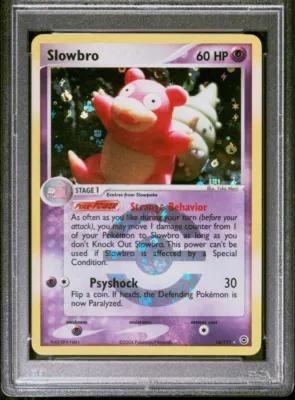 Slowbro 60 HP
STAGE 1
Evolves from Slowpoke
Poké-POWER Strange Behavior
As often as you like during your turn (before your
attack), you may move 1 damage counter from 1
of your Pokémon to Slowbro as long as you
don't Knock Out Slowbro. This power can't be
used if Slowbro is affected by a Special
Condition.
Psyshock 30
Flip a coin. If heads, the Defending Pokémon is
now Paralyzed.
weakness resistance retreat cost